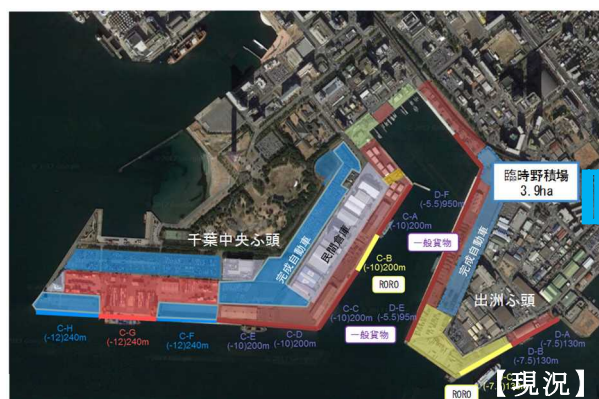 臨時野積場
3.9ha
D-F
(-5.5)950m
C-A
(-10)200m
一般貨物
千葉中央ふ頭
完成自動車
民間倉庫
C-B
(-10)200m
RORO
完成自動車
出洲ふ頭
C-H
(-12)240m
C-G
(-12)240m
C-F
(-12)240m
C-E
(-10)200m
C-D
(-10)200m
C-C
(-10)200m
一般貨物
D-E
(-5.5)95m
D-A
(-7.5)130m
D-B
(-7.5)130m
RORO
【現況】